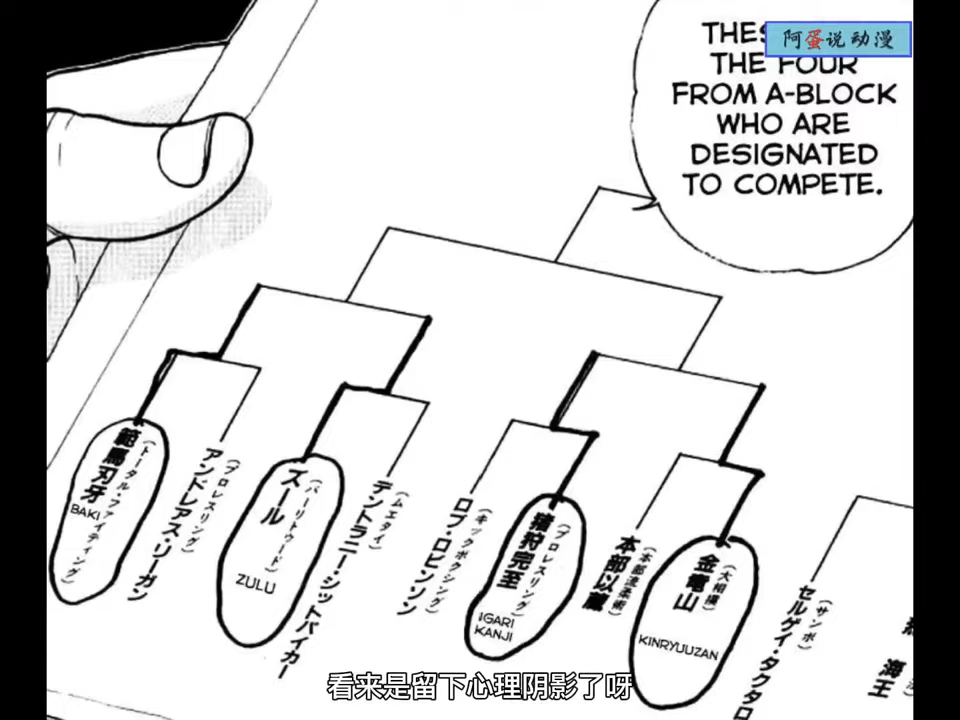 THES
THE FOUR
FROM A-BLOCK
WHO ARE
DESIGNATED
TO COMPETE.
阿蛋说动漫
範馬刃牙
(トータル・ファイティング)
BAKI
アンドレアス・リーガン
(プロレスリング)
ズール
(バーリトゥード)
ZULU
デントラニー・シットパイカー
(ムエタイ)
ロブ・ロビンソン
(キックボクシング)
猪狩完至
(プロレスリング)
IGARI
KANJI
本部以蔵
(本部流柔術)
金竜山
(大相撲)
KINRYUUZAN
セルゲイ・タクタロ
(サンボ)
海王
看来是留下心理阴影了呀